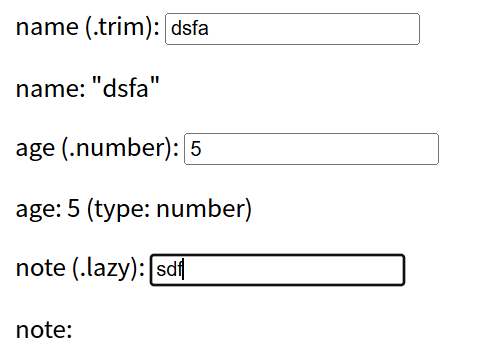 name (.trim): dsfa
name: "dsfa"
age (.number): 5
age: 5 (type: number)
note (.lazy): sdf
note: